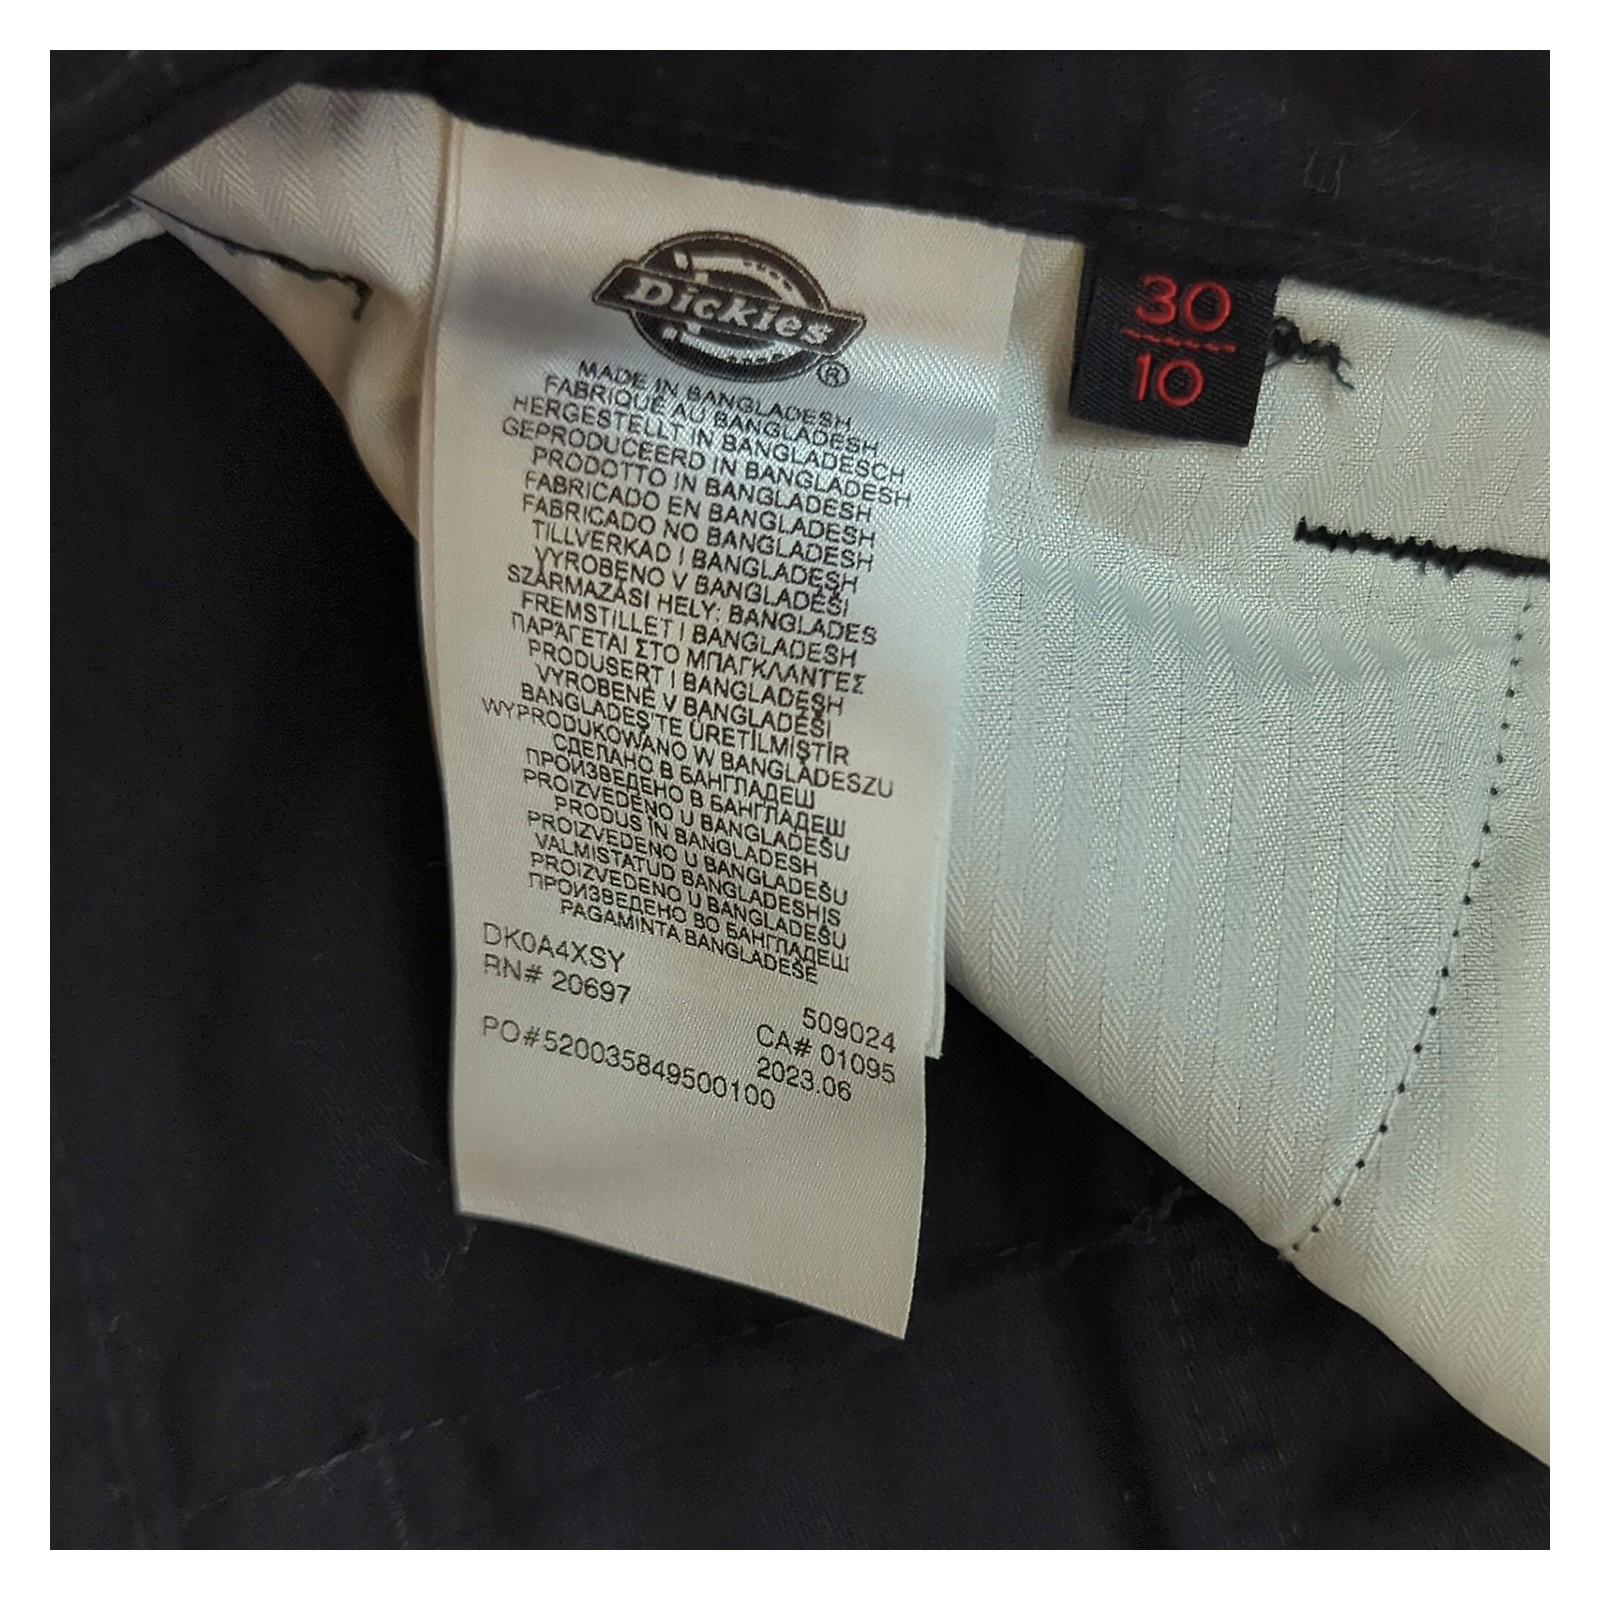 Dickies
®
MADE IN BANGLADESH
FABRIQUÉ AU BANGLADESH
HERGESTELLT IN BANGLADESCH
GEPRODUCEERD IN BANGLADESH
PRODOTTO IN BANGLADESH
FABRICADO EN BANGLADESH
FABRICADO NO BANGLADESH
TILLVERKAD I BANGLADESH
VYROBENO V BANGLADÉŠI
SZÁRMAZÁSI HELY: BANGLADES
FREMSTILLET I BANGLADESH
ΠΑΡΆΓΕΤΑΙ ΣΤΟ ΜΠΑΓΚΛΑΝΤΕΣ
PRODUSERT I BANGLADESH
VYROBENÉ V BANGLADÉŠI
BANGLADEŞ'TE ÜRETİLMİŞTİR
WYPRODUKOWANO W BANGLADESZU
СДЕЛАНО В БАНГЛАДЕШ
ПРОИЗВЕДЕНО В БАНГЛАДЕШ
PROIZVEDENO U BANGLADEŠU
PRODUS ÎN BANGLADESH
PROIZVEDENO U BANGLADEŠU
VALMISTATUD BANGLADESHIS
PROIZVEDENO U BANGLADEŠU
ПРОИЗВЕДЕНО ВО БАНГЛАДЕШ
PAGAMINTA BANGLADEŠE
DK0A4XSY 509024
RN# 20697 CA# 01095
2023.06
PO#520035849500100
30
10